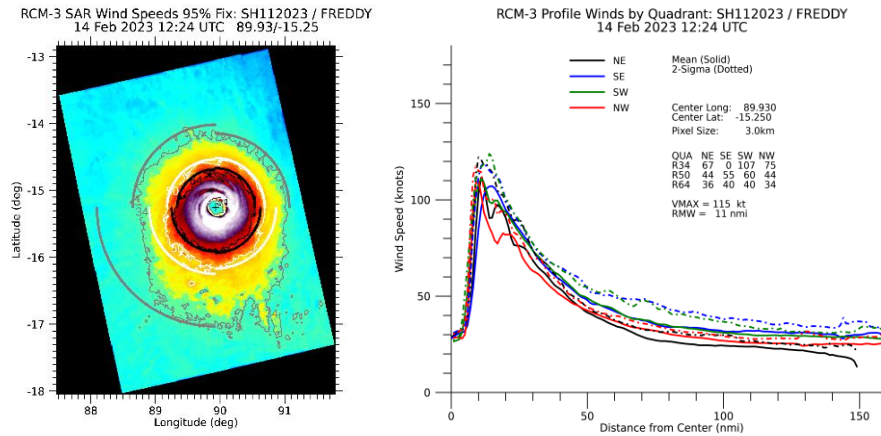 RCM-3 SAR Wind Speeds 95% Fix: SH112023 / FREDDY
14 Feb 2023 12:24 UTC 89.93/-15.25
-13
-14
-15
-16
-17
-18
Latitude (deg)
34
88 89 90 91
Longitude (deg)
RCM-3 Profile Winds by Quadrant: SH112023 / FREDDY
14 Feb 2023 12:24 UTC
NE
SE
SW
NW
Mean (Solid)
2-Sigma (Dotted)
Center Long: 89.930
Center Lat: -15.250
Pixel Size: 3.0km
QUA NE SE SW NW
R34 67 0 107 75
R50 44 55 60 44
R64 36 40 40 34
VMAX = 115 kt
RMW = 11 nmi
150
100
50
0
Wind Speed (knots)
0 50 100 150
Distance from Center (nmi)